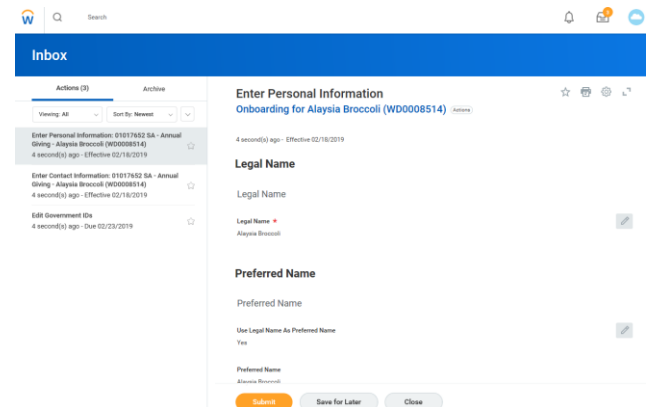 Search
Inbox
Actions (3)
Archive
Viewing: All
Sort By: Newest
Enter Personal Information: 01017652 SA - Annual
Giving - Alaysia Broccoli (WD0008514)
4 second(s) ago - Effective 02/18/2019
Enter Contact Information: 01017652 SA - Annual
Giving - Alaysia Broccoli (WD0008514)
4 second(s) ago - Effective 02/18/2019
Edit Government IDs
4 second(s) ago - Due 02/23/2019
Enter Personal Information
Onboarding for Alaysia Broccoli (WD0008514) Actions
4 second(s) ago - Effective 02/18/2019
Legal Name
Legal Name
Legal Name *
Alaysia Broccoli
Preferred Name
Preferred Name
Use Legal Name As Preferred Name
Yes
Preferred Name
Alaysia Broccoli
Submit
Save for Later
Close